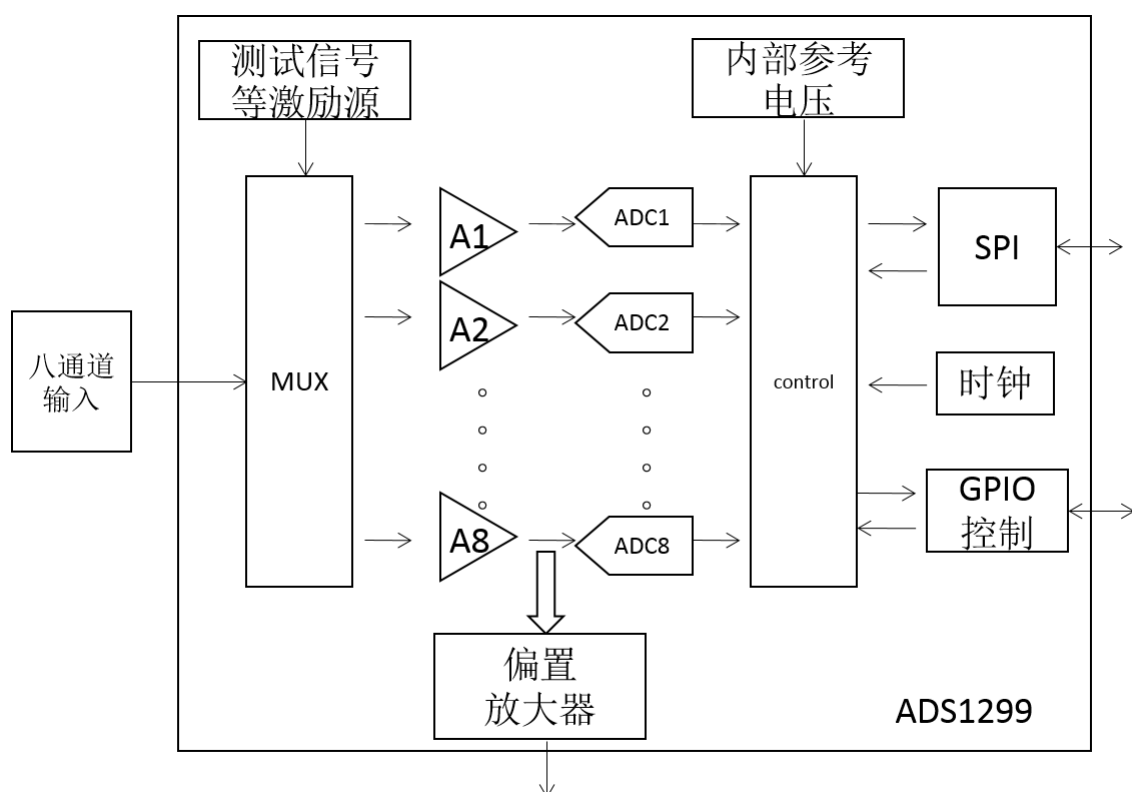 测试信号
等激励源
内部参考
电压
A1
ADC1
SPI
A2
ADC2
八通道
输入
MUX
control
时钟
A8
ADC8
GPIO
控制
偏置
放大器
ADS1299